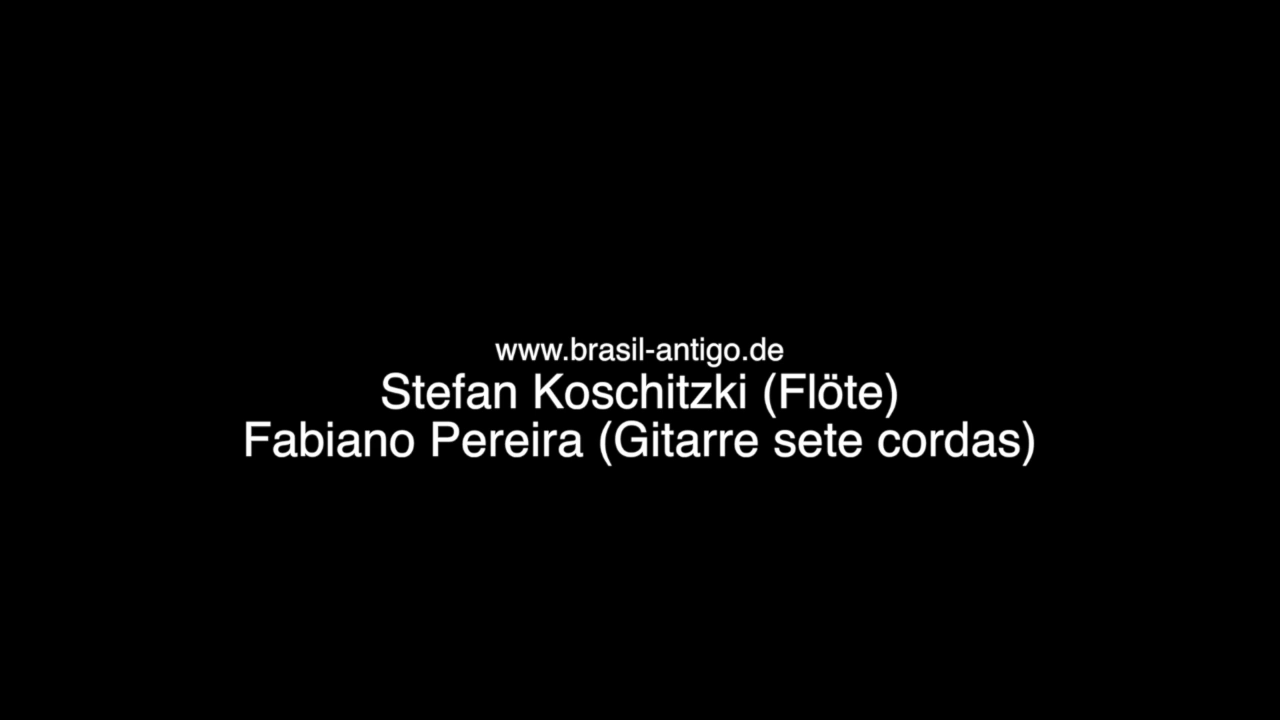 www.brasil-antigo.de
Stefan Koschitzki (Flöte)
Fabiano Pereira (Gitarre sete cordas)